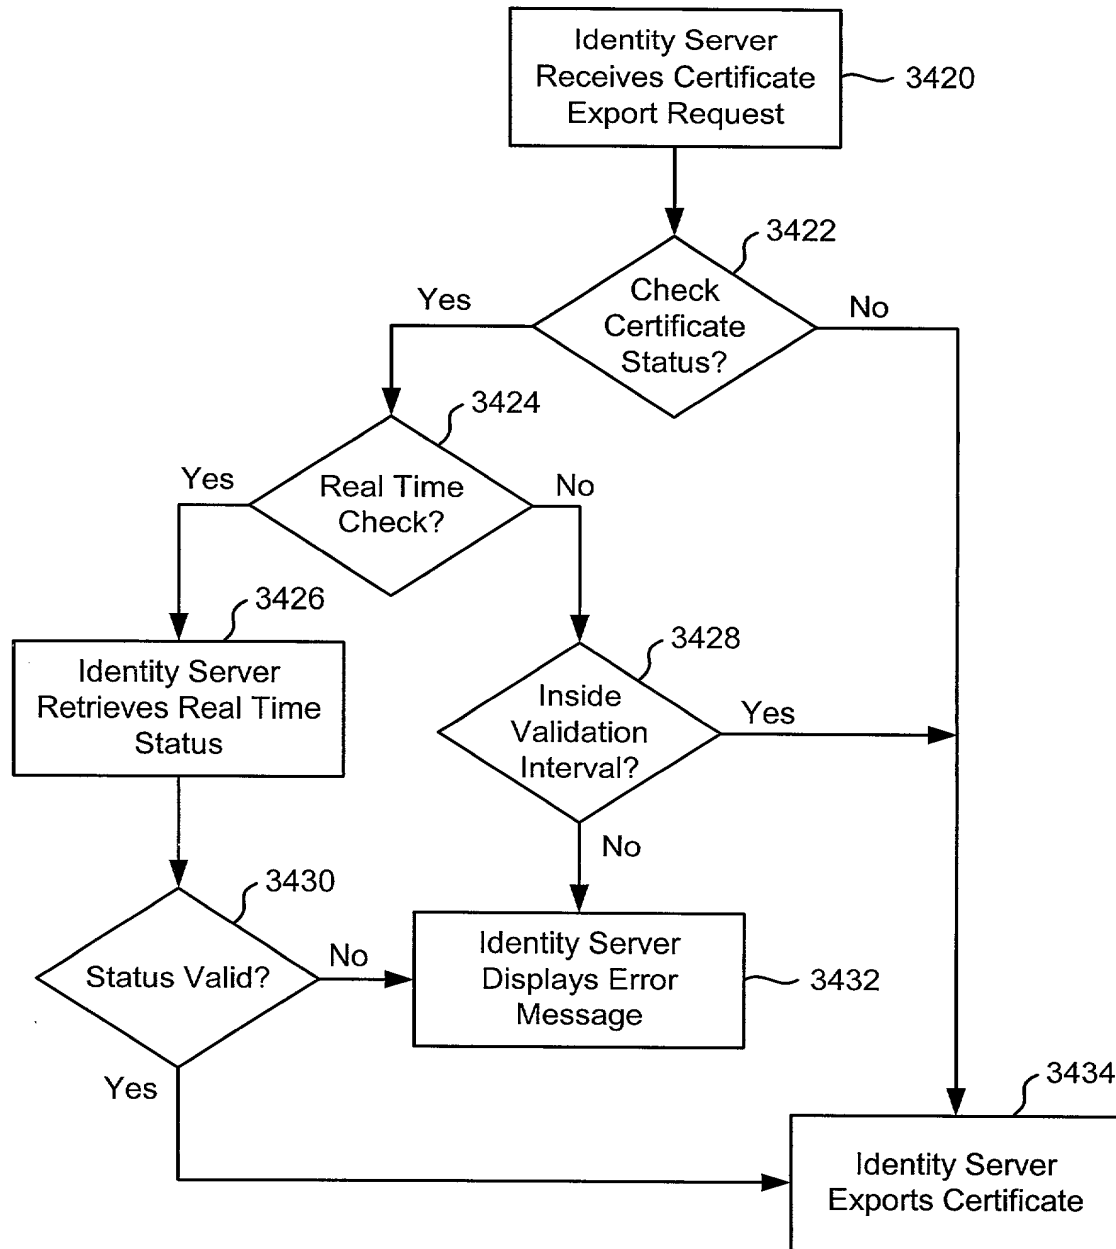 Identity Server
Receives Certificate
Export Request
3420
3422
Check
Certificate
Status?
Yes
No
3424
Real Time
Check?
Yes
No
3426
Identity Server
Retrieves Real Time
Status
3428
Inside
Validation
Interval?
Yes
No
3430
Status Valid?
No
Yes
Identity Server
Displays Error
Message
3432
3434
Identity Server
Exports Certificate